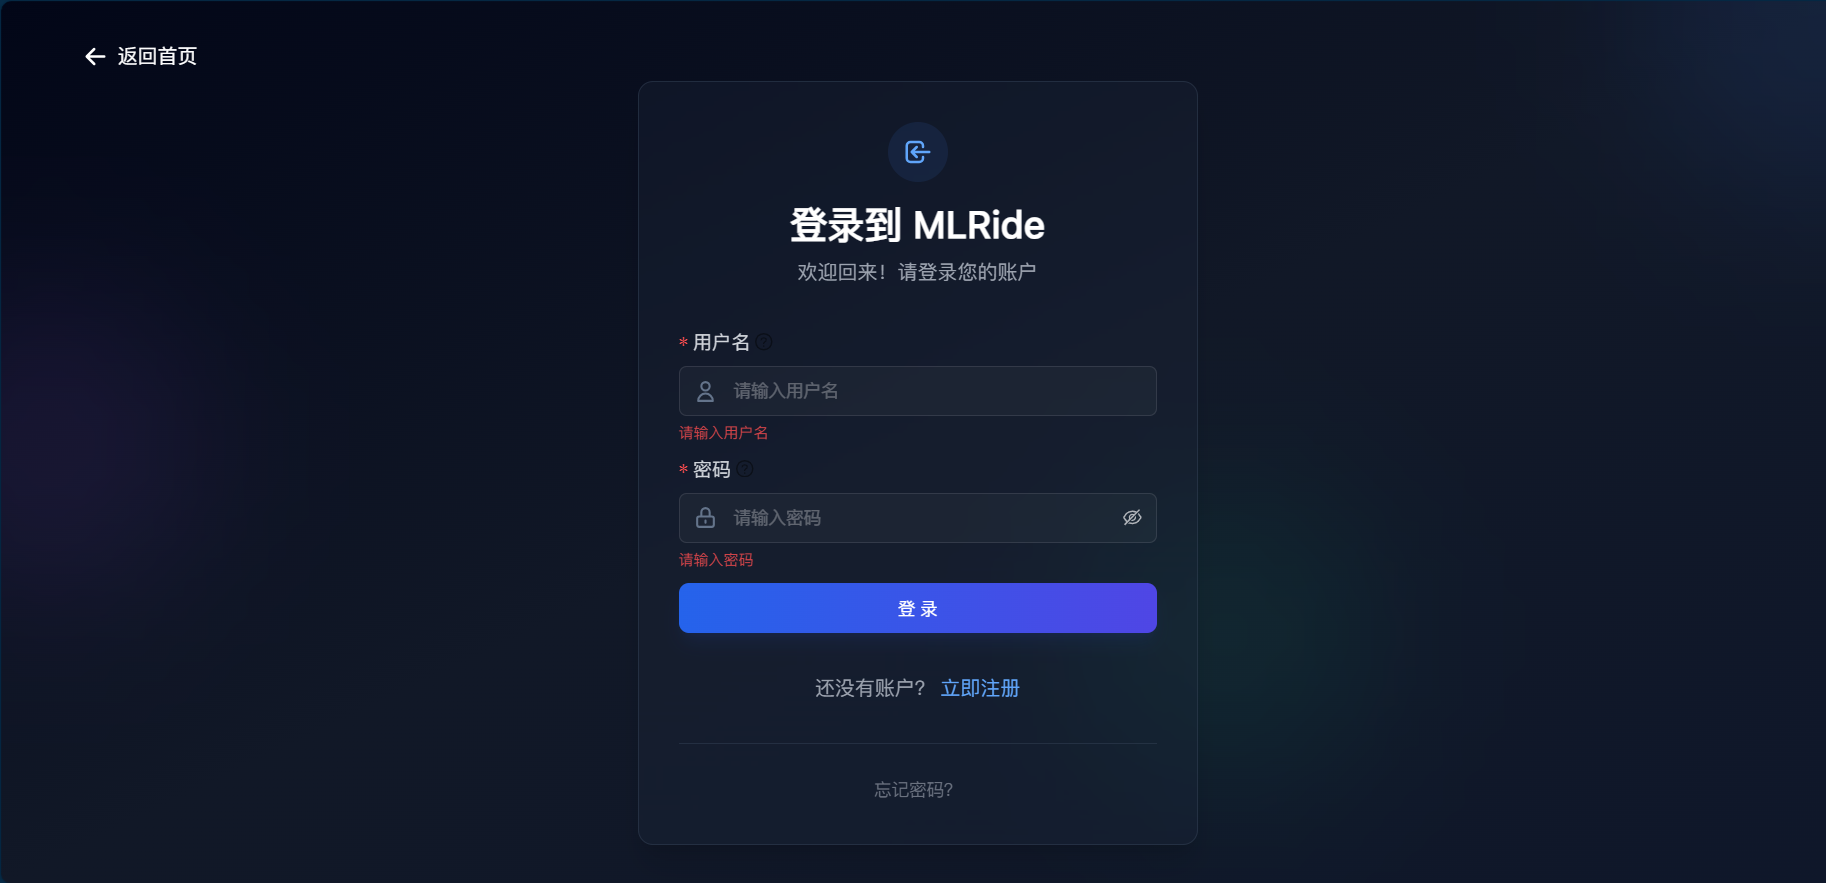 返回首页
登录到 MLRide
欢迎回来！请登录您的账户
* 用户名
请输入用户名
请输入用户名
* 密码
请输入密码
请输入密码
登 录
还没有账户？ 立即注册
忘记密码?